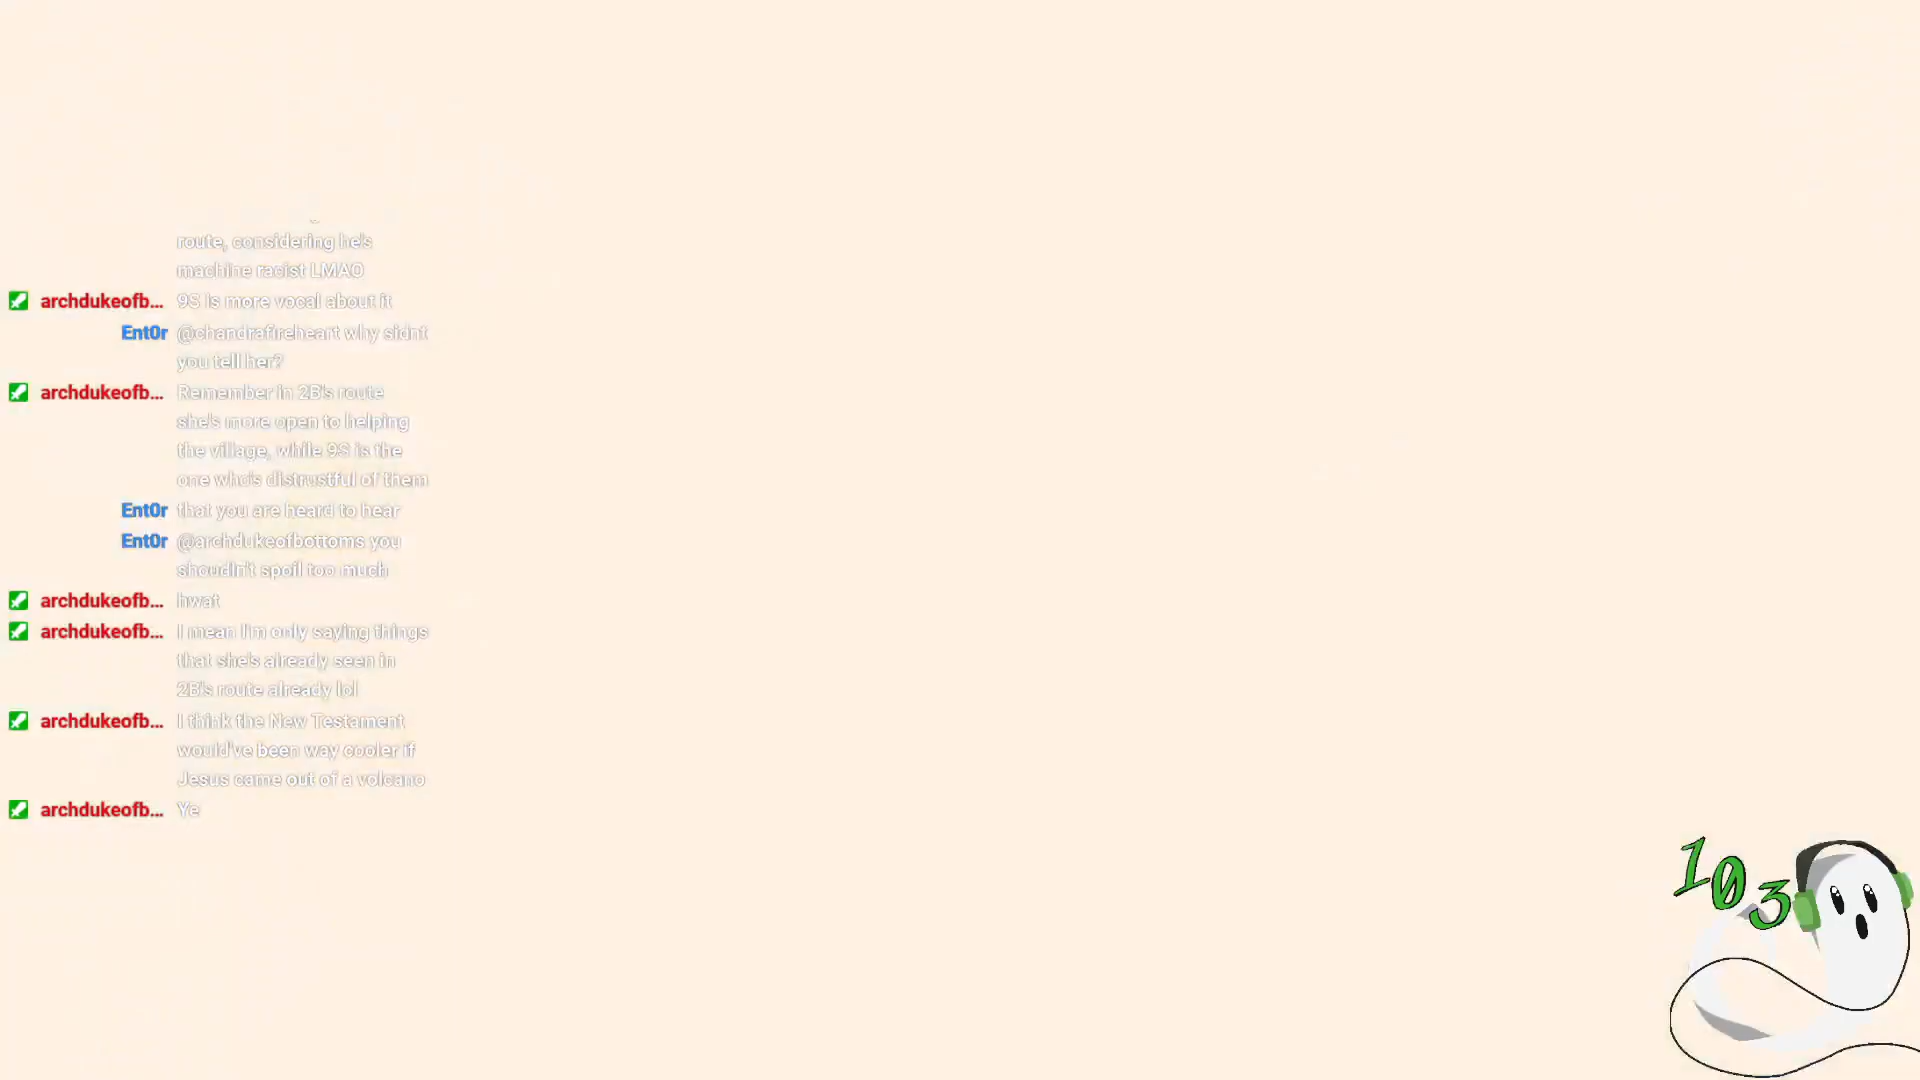 route, considering he's
machine racist LMAO
archdukeofb... 9S is more vocal about it
Ent0r @chandrafireheart why sidnt
you tell her?
archdukeofb... Remember in 2B's route
she's more open to helping
the village, while 9S is the
one who's distrustful of them
Ent0r that you are heard to hear
Ent0r @archdukeofbottoms you
shoudln't spoil too much
archdukeofb... hwat
archdukeofb... I mean I'm only saying things
that she's already seen in
2B's route already lol
archdukeofb... I think the New Testament
would've been way cooler if
Jesus came out of a volcano
archdukeofb... Ye
103